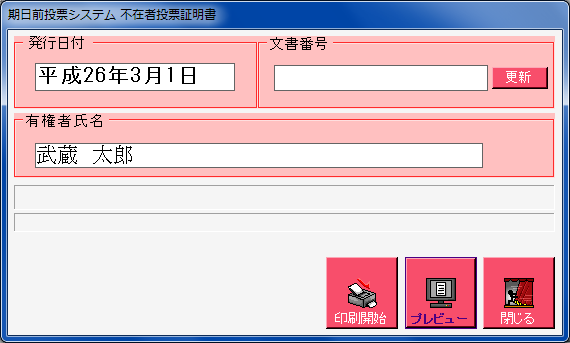 期日前投票システム 不在者投票証明書
発行日付
文書番号
平成26年3月1日
更新
有権者氏名
武蔵　太郎
印刷開始
プレビュー
閉じる